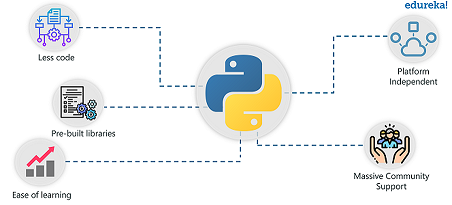 edureka!
Less code
Platform
Independent
Pre-built libraries
Massive Community
Support
Ease of learning